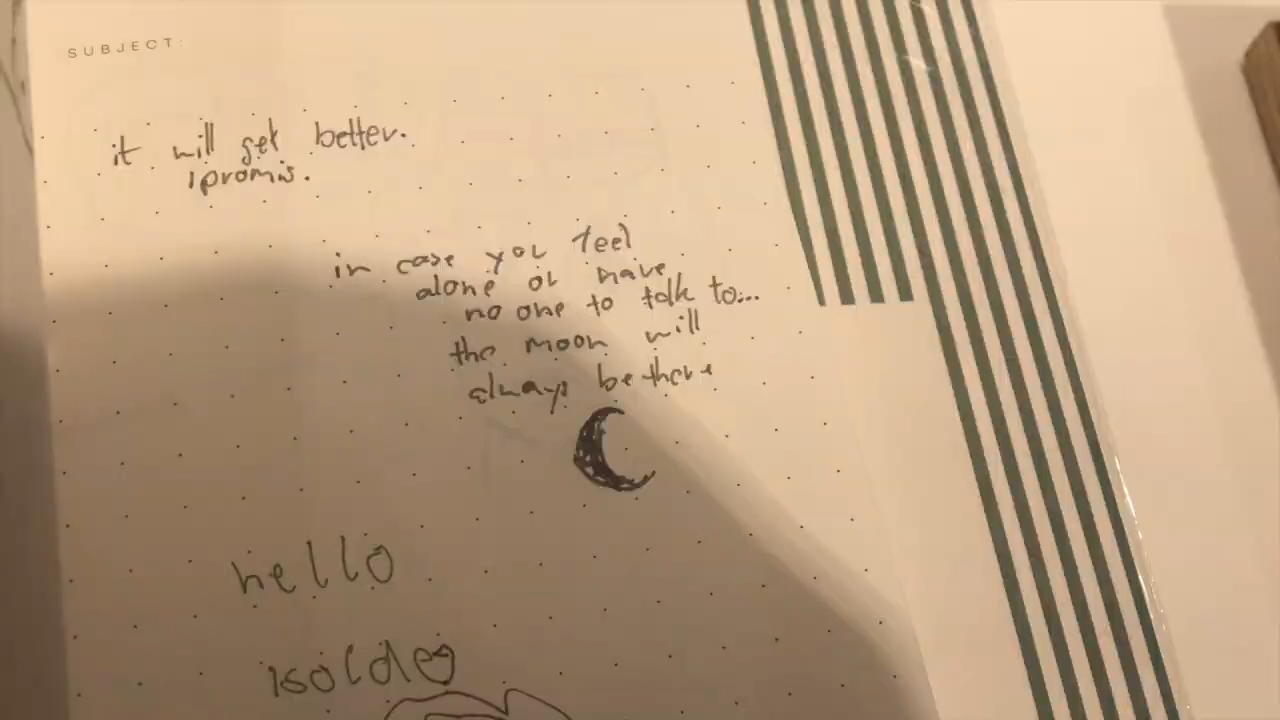 SUBJECT:
it will get better.
i promis.
in case you feel
alone or have
no one to talk to...
the moon will
always be there
hello
isolde